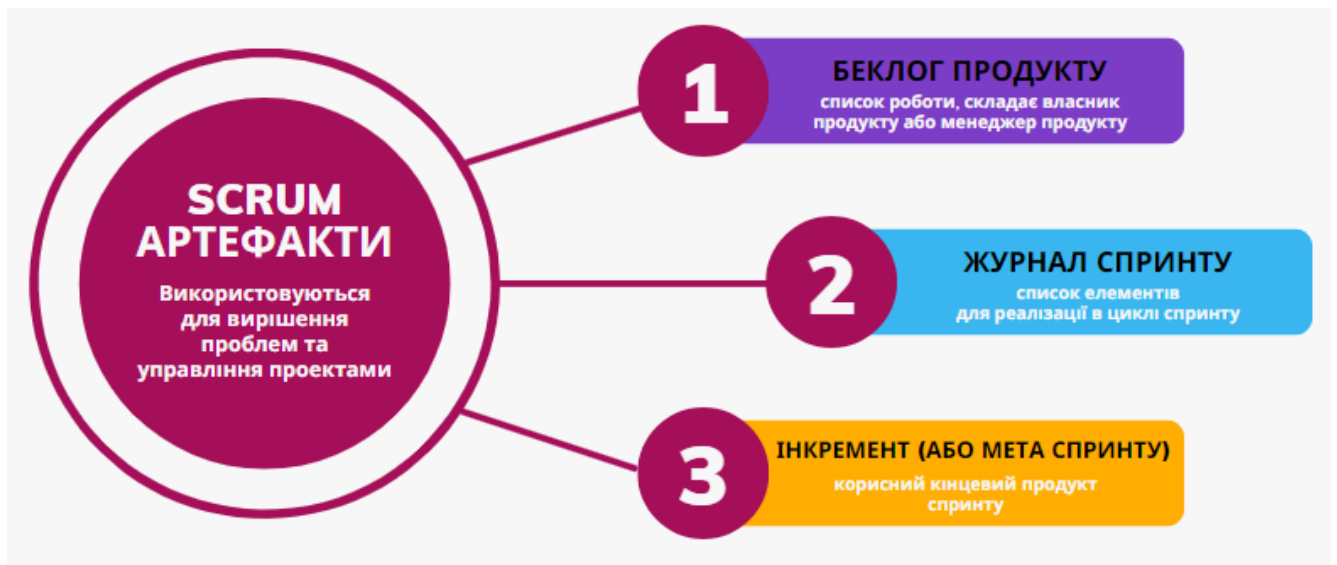 SCRUM
АРТЕФАКТИ
Використовуються
для вирішення
проблем та
управління проектами
1
БЕКЛОГ ПРОДУКТУ
список роботи, складає власник
продукту або менеджер продукту
2
ЖУРНАЛ СПРИНТУ
список елементів
для реалізації в циклі спринту
3
ІНКРЕМЕНТ (АБО МЕТА СПРИНТУ)
корисний кінцевий продукт
спринту